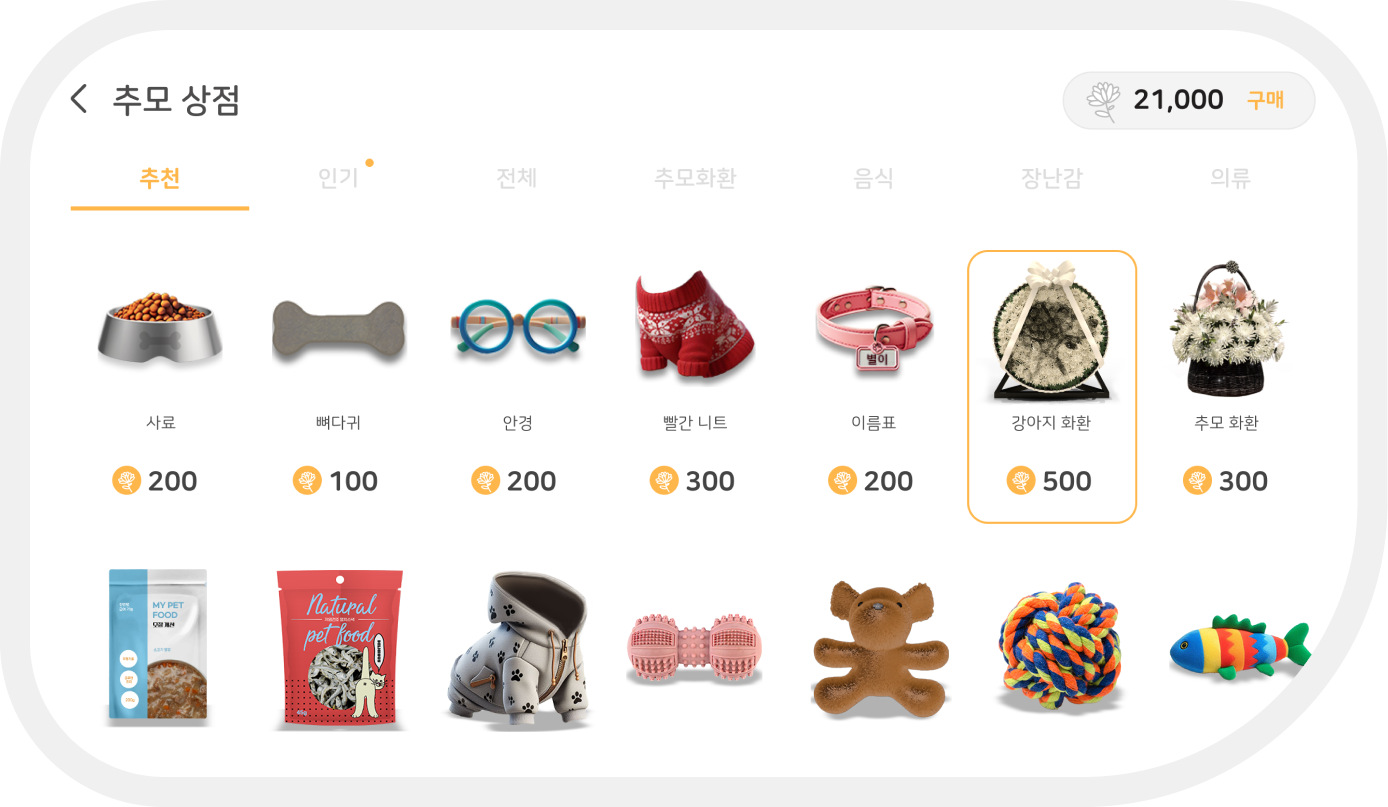 추모 상점
21,000 구매
추천 인기 전체 추모화환 음식 장난감 의류
별이
사료 뼈다귀 안경 빨간 니트 이름표 강아지 화환 추모 화환
200 100 200 300 200 500 300
MY PET
FOOD
Natural
pet food